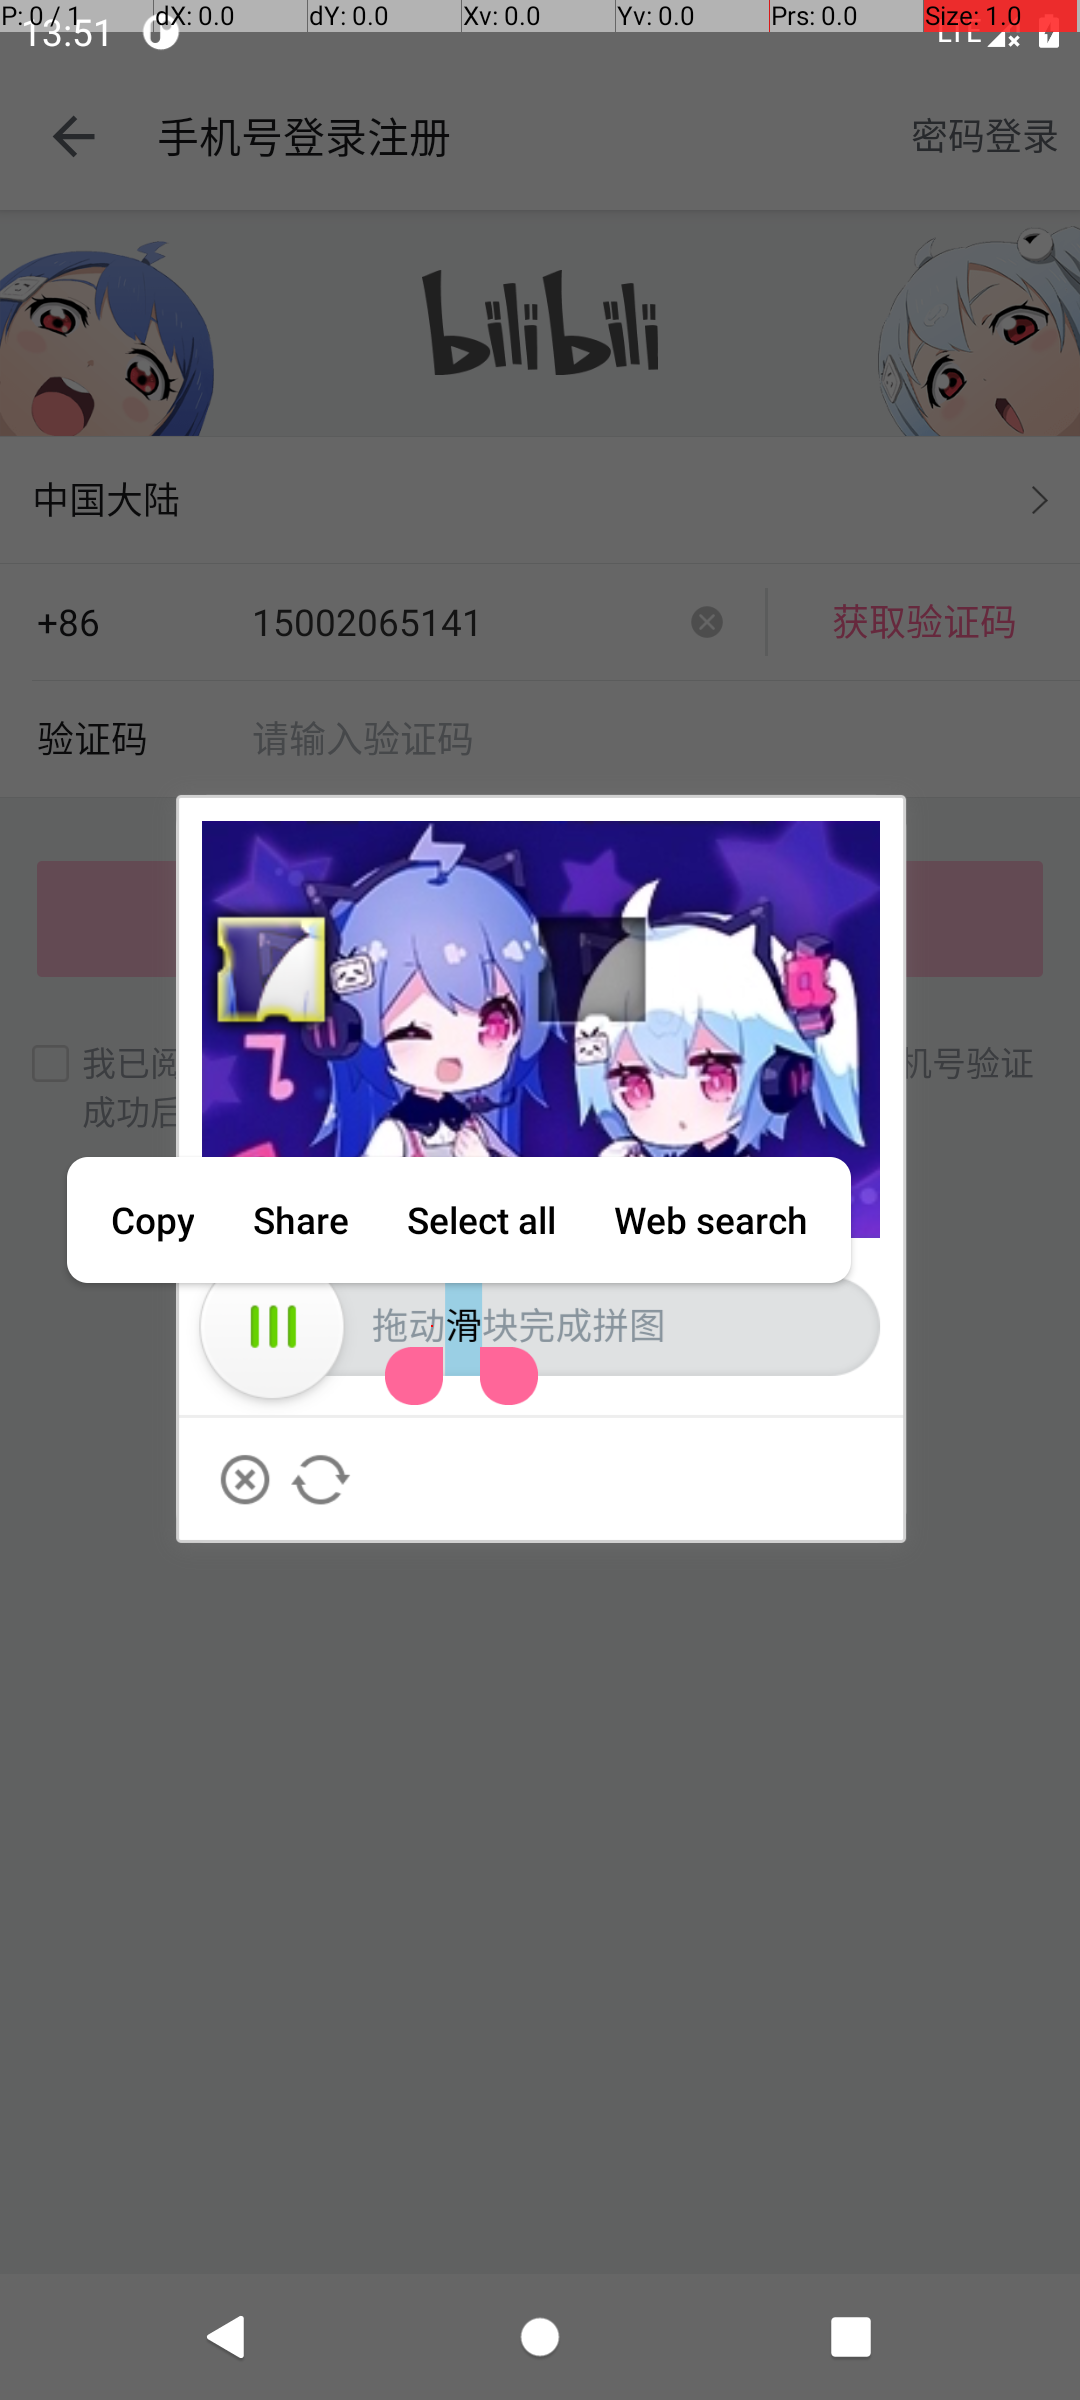 P: 0 / 1 dX: 0.0 dY: 0.0 Xv: 0.0 Yv: 0.0 Prs: 0.0 Size: 1.0
13:51 LTE
手机号登录注册 密码登录
bilibili
中国大陆
+86 15002065141 获取验证码
验证码 请输入验证码
我已阅 机号验证
成功后
Copy Share Select all Web search
拖动滑块完成拼图